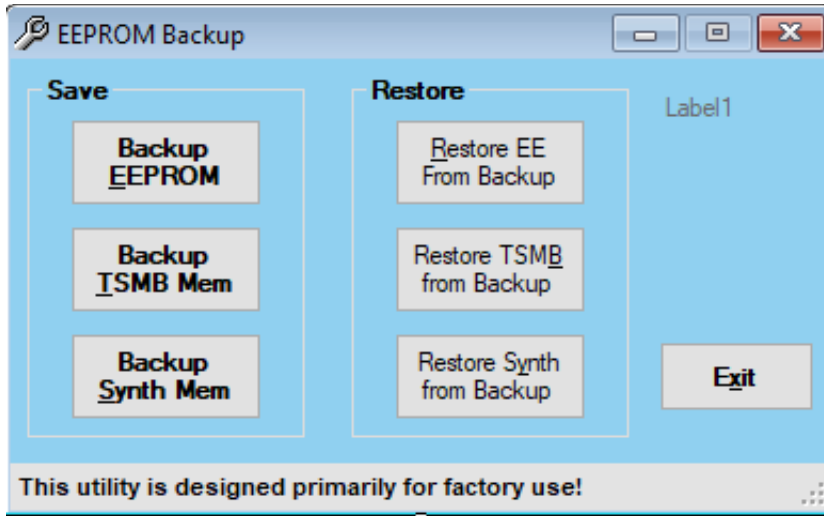 EEPROM Backup
Save
Backup
EEPROM
Backup
TSMB Mem
Backup
Synth Mem
Restore
Restore EE
From Backup
Restore TSMB
from Backup
Restore Synth
from Backup
Label1
Exit
This utility is designed primarily for factory use!